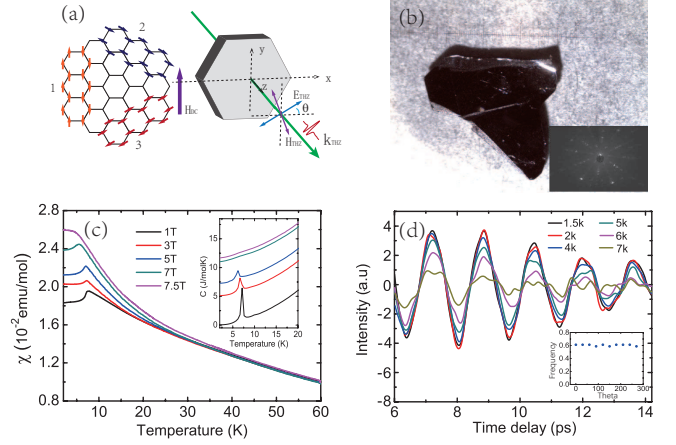 (a)
2
1
3
H_DC
y
x
z
E_THZ
θ
H_THZ
k_THZ
(b)
(c)
χ (10⁻²emu/mol)
2.8
2.4
2.0
1.6
1.2
0.8
10 20 30 40 50 60
Temperature (K)
1T
3T
5T
7T
7.5T
C (J/molK)
15
10
5
0
5 10 15 20
Temperature (K)
(d)
Intensity (a.u)
4
2
0
-2
-4
-6
-8
6 8 10 12 14
Time delay (ps)
1.5k
2k
4k
5k
6k
7k
Frequency
0.8
0.6
0.4
0.2
0.0
0 100 200 300
Theta